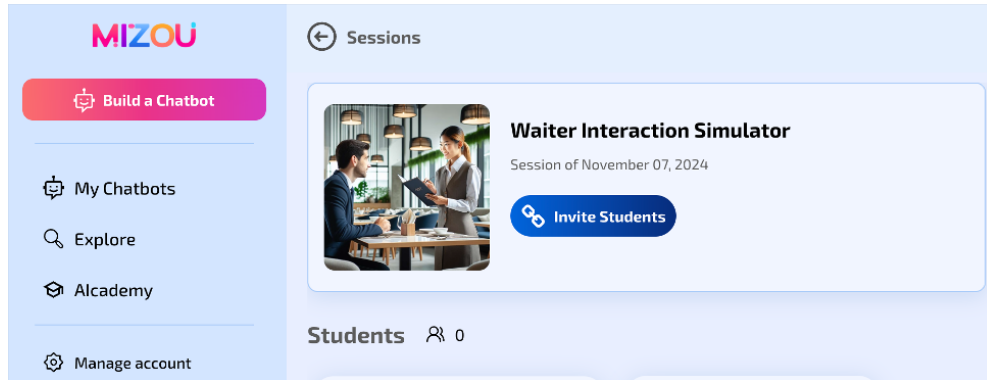 MIZOU
Build a Chatbot
My Chatbots
Explore
AIcademy
Manage account
Sessions
Waiter Interaction Simulator
Session of November 07, 2024
Invite Students
Students 0